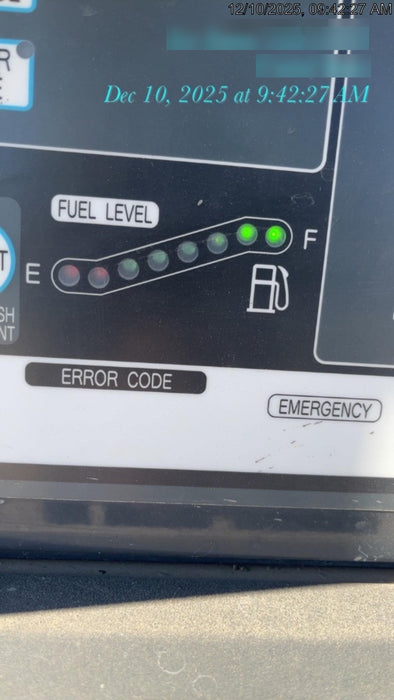 12/10/2025, 09:42:27 AM
Dec 10, 2025 at 9:42:27 AM
FUEL LEVEL
E
F
ERROR CODE
EMERGENCY